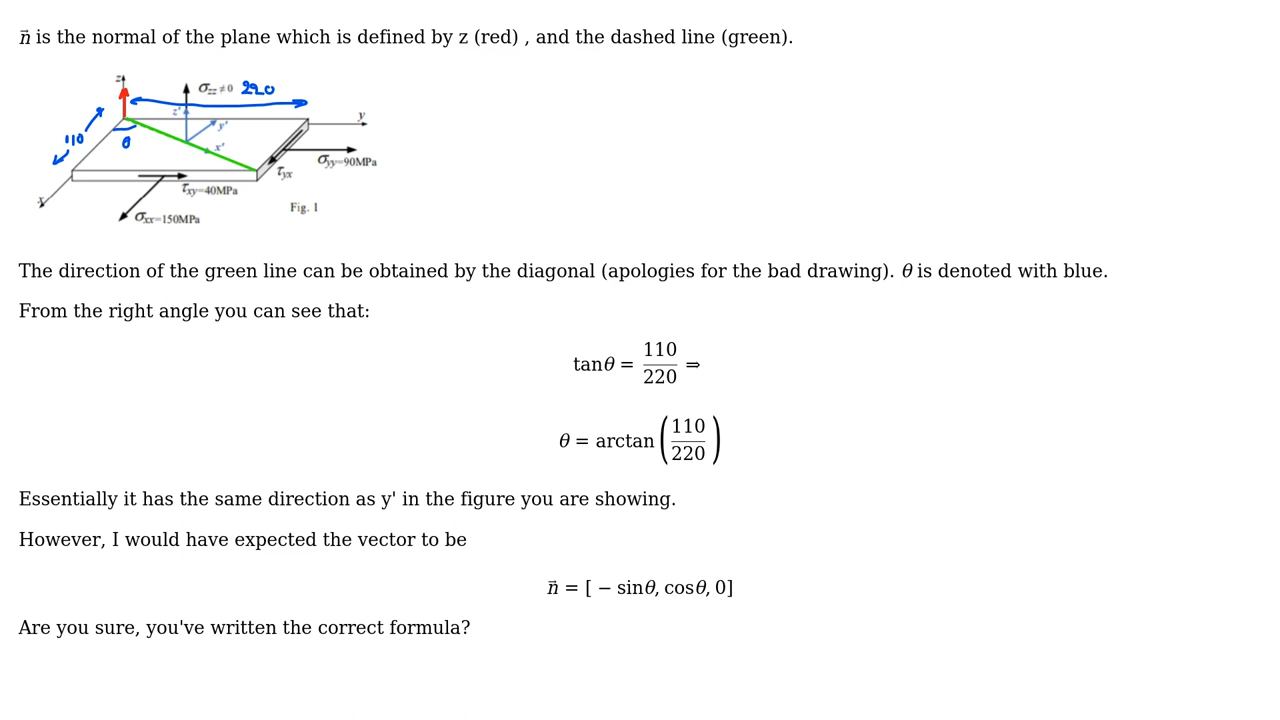 n⃗ is the normal of the plane which is defined by z (red) , and the dashed line (green).
z
σzz≠0 220
z'
y
y'
110
θ
x'
σyy=90MPa
τyx
τxy=40MPa
x
Fig. 1
σxx=150MPa
The direction of the green line can be obtained by the diagonal (apologies for the bad drawing). θ is denoted with blue.
From the right angle you can see that:
tanθ = 110/220 ⇒
θ = arctan(110/220)
Essentially it has the same direction as y' in the figure you are showing.
However, I would have expected the vector to be
n⃗ = [ − sinθ, cosθ, 0]
Are you sure, you've written the correct formula?